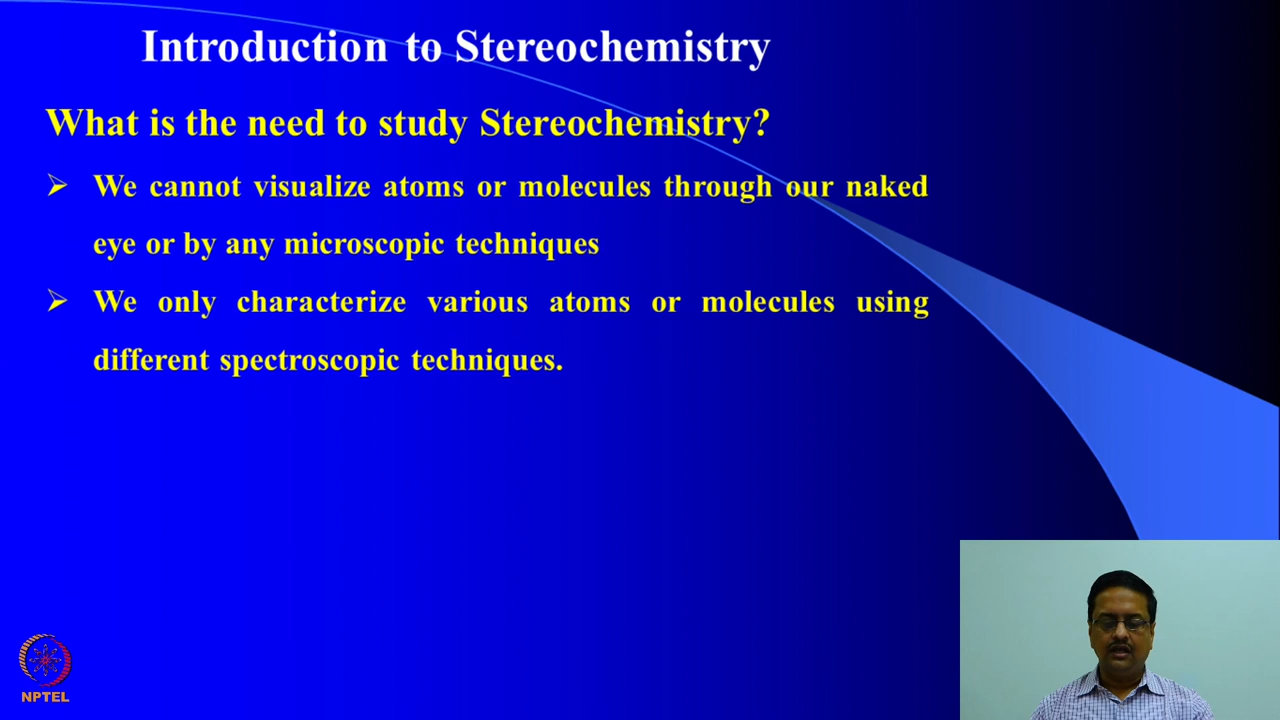 Introduction to Stereochemistry
What is the need to study Stereochemistry?
We cannot visualize atoms or molecules through our naked
eye or by any microscopic techniques
We only characterize various atoms or molecules using
different spectroscopic techniques.
NPTEL